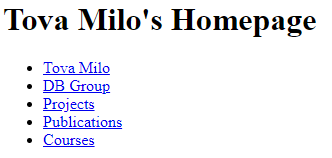 Tova Milo's Homepage
Tova Milo
DB Group
Projects
Publications
Courses